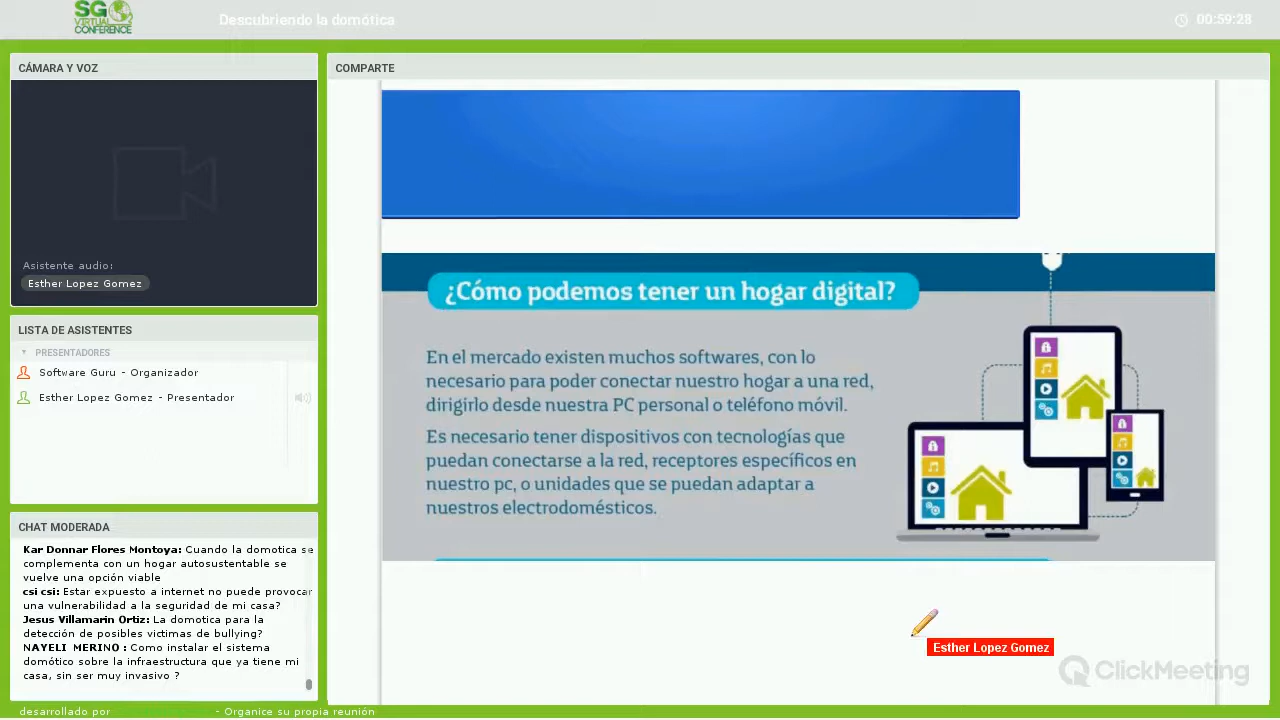 SG
VIRTUAL
CONFERENCE
Descubriendo la domótica
00:59:28
CÁMARA Y VOZ
Asistente audio:
Esther Lopez Gomez
LISTA DE ASISTENTES
PRESENTADORES
Software Guru - Organizador
Esther Lopez Gomez - Presentador
CHAT MODERADA
Kar Donnar Flores Montoya: Cuando la domotica se
complementa con un hogar autosustentable se
vuelve una opción viable
csi csi: Estar expuesto a internet no puede provocar
una vulnerabilidad a la seguridad de mi casa?
Jesus Villamarin Ortiz: La domotica para la
detección de posibles victimas de bullying?
NAYELI MERINO : Como instalar el sistema
domótico sobre la infraestructura que ya tiene mi
casa, sin ser muy invasivo ?
COMPARTE
¿Cómo podemos tener un hogar digital?
En el mercado existen muchos softwares, con lo
necesario para poder conectar nuestro hogar a una red,
dirigirlo desde nuestra PC personal o teléfono móvil.
Es necesario tener dispositivos con tecnologías que
puedan conectarse a la red, receptores específicos en
nuestro pc, o unidades que se puedan adaptar a
nuestros electrodomésticos.
Esther Lopez Gomez
ClickMeeting
desarrollado por - Organice su propia reunión